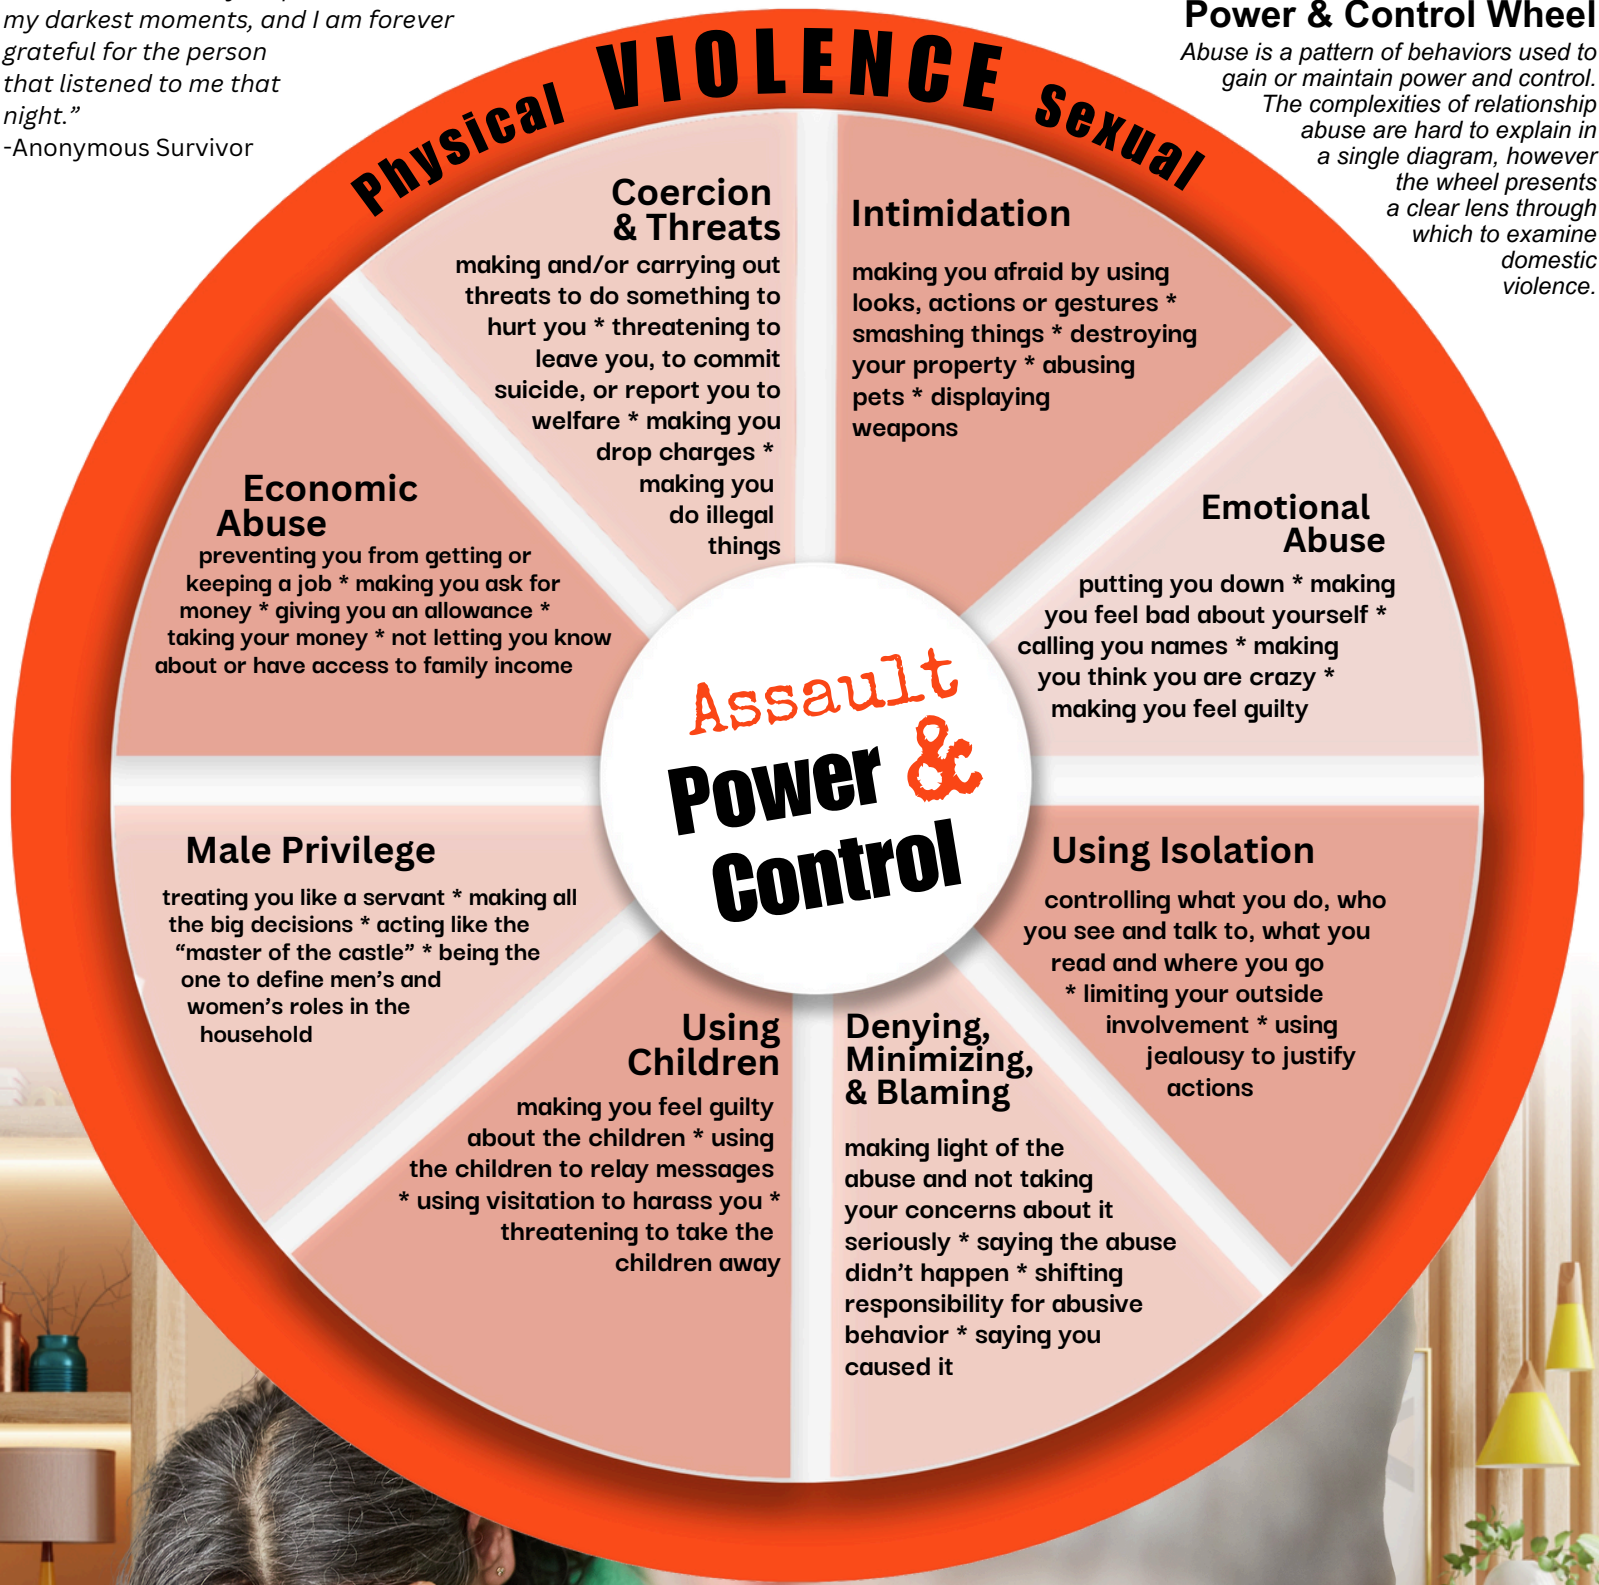 my darkest moments, and I am forever
grateful for the person
that listened to me that
night.”
-Anonymous Survivor
Power & Control Wheel
Abuse is a pattern of behaviors used to
gain or maintain power and control.
The complexities of relationship
abuse are hard to explain in
a single diagram, however
the wheel presents
a clear lens through
which to examine
domestic
violence.
Physical VIOLENCE Sexual
Coercion
& Threats
making and/or carrying out
threats to do something to
hurt you * threatening to
leave you, to commit
suicide, or report you to
welfare * making you
drop charges *
making you
do illegal
things
Intimidation
making you afraid by using
looks, actions or gestures *
smashing things * destroying
your property * abusing
pets * displaying
weapons
Economic
Abuse
preventing you from getting or
keeping a job * making you ask for
money * giving you an allowance *
taking your money * not letting you know
about or have access to family income
Emotional
Abuse
putting you down * making
you feel bad about yourself *
calling you names * making
you think you are crazy *
making you feel guilty
Assault
Power &
Control
Male Privilege
treating you like a servant * making all
the big decisions * acting like the
“master of the castle” * being the
one to define men’s and
women’s roles in the
household
Using Isolation
controlling what you do, who
you see and talk to, what you
read and where you go
* limiting your outside
involvement * using
jealousy to justify
actions
Using
Children
making you feel guilty
about the children * using
the children to relay messages
* using visitation to harass you *
threatening to take the
children away
Denying,
Minimizing,
& Blaming
making light of the
abuse and not taking
your concerns about it
seriously * saying the abuse
didn’t happen * shifting
responsibility for abusive
behavior * saying you
caused it